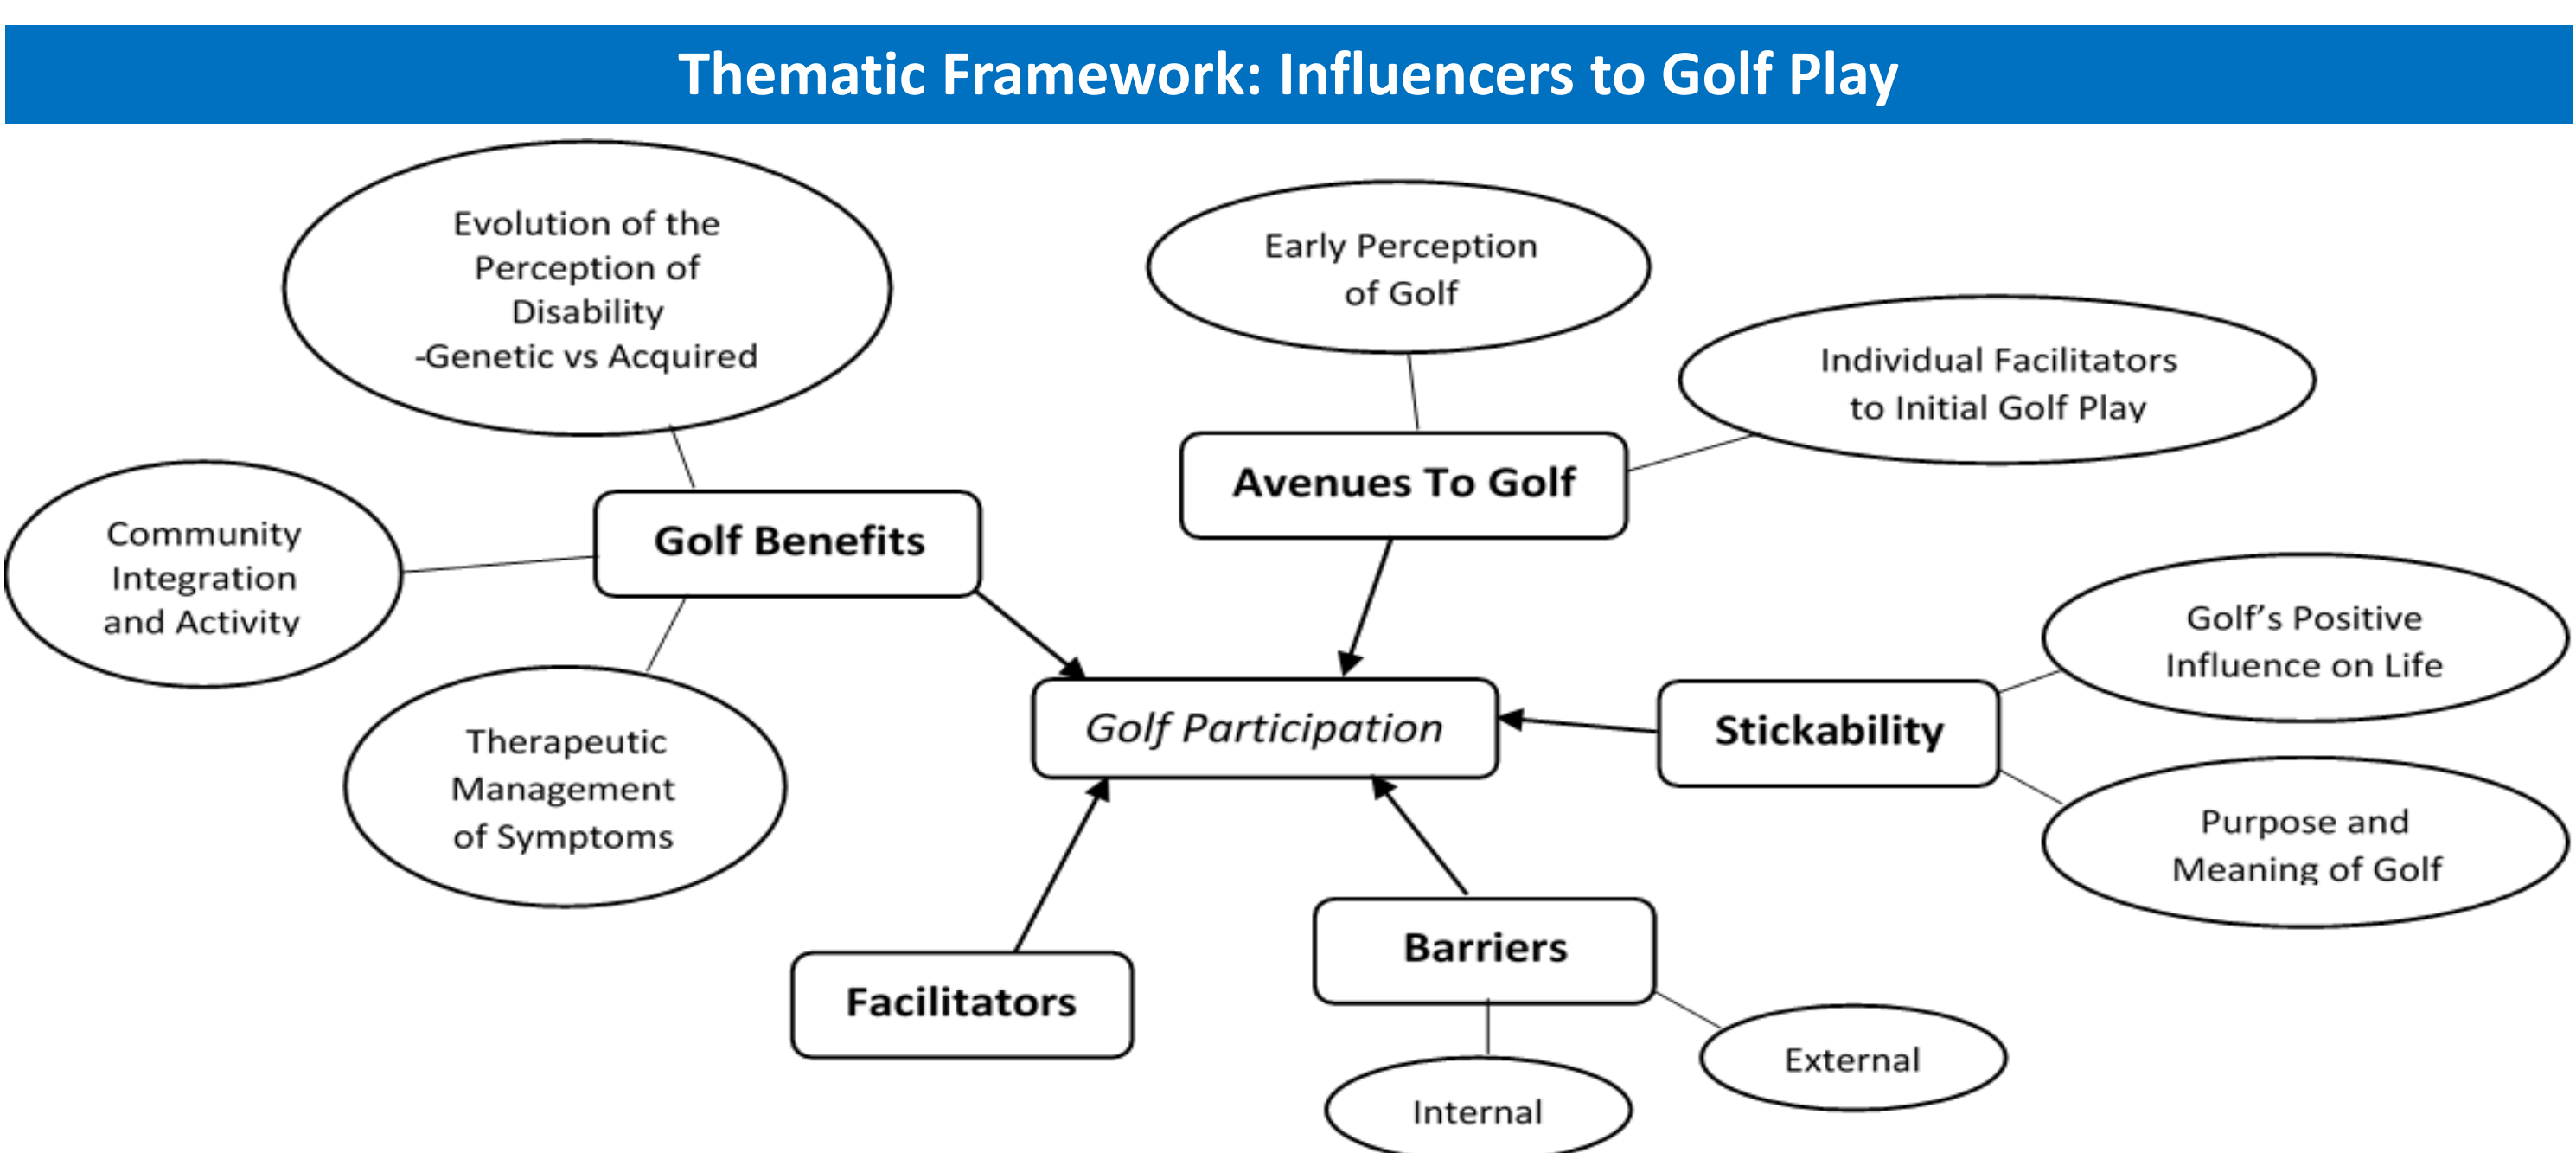 Thematic Framework: Influencers to Golf Play
Evolution of the
Perception of
Disability
-Genetic vs Acquired
Early Perception
of Golf
Individual Facilitators
to Initial Golf Play
Avenues To Golf
Golf Benefits
Community
Integration
and Activity
Therapeutic
Management
of Symptoms
Golf Participation
Stickability
Golf’s Positive
Influence on Life
Purpose and
Meaning of Golf
Facilitators
Barriers
Internal
External